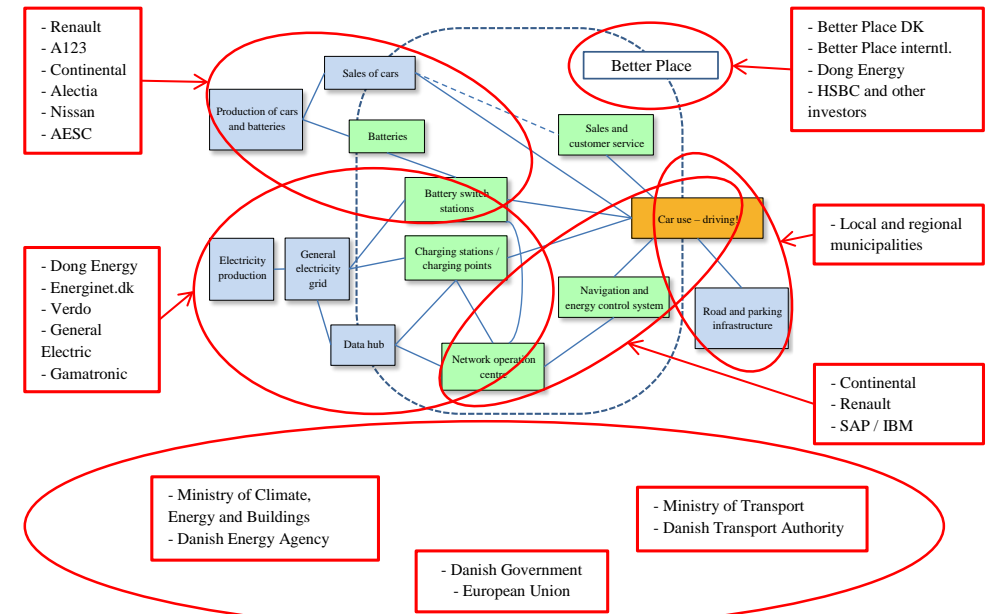 - Renault
- A123
- Continental
- Alectia
- Nissan
- AESC
Sales of cars
Production of cars
and batteries
Batteries
Better Place
- Better Place DK
- Better Place interntl.
- Dong Energy
- HSBC and other
investors
Sales and
customer service
Battery switch
stations
Car use – driving!
- Local and regional
municipalities
- Dong Energy
- Energinet.dk
- Verdo
- General
Electric
- Gamatronic
Electricity
production
General
electricity
grid
Charging stations /
charging points
Navigation and
energy control system
Road and parking
infrastructure
Data hub
Network operation
centre
- Continental
- Renault
- SAP / IBM
- Ministry of Climate,
Energy and Buildings
- Danish Energy Agency
- Ministry of Transport
- Danish Transport Authority
- Danish Government
- European Union